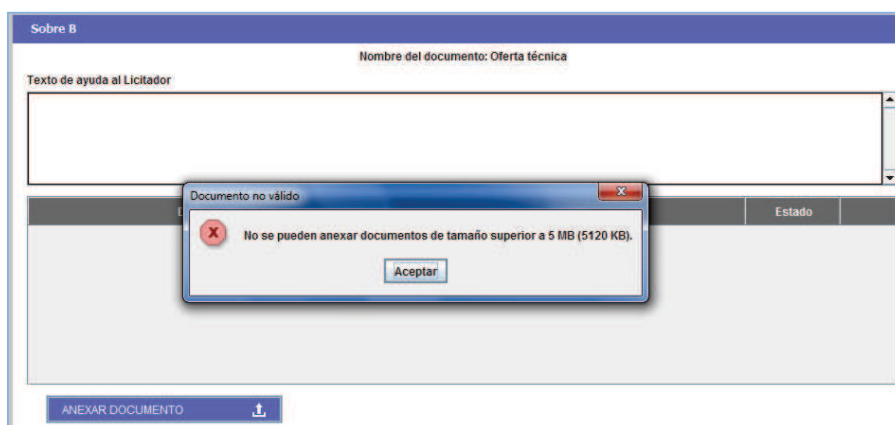 Sobre B
Nombre del documento: Oferta técnica
Texto de ayuda al Licitador
Documento no válido
Estado
No se pueden anexar documentos de tamaño superior a 5 MB (5120 KB).
Aceptar
ANEXAR DOCUMENTO